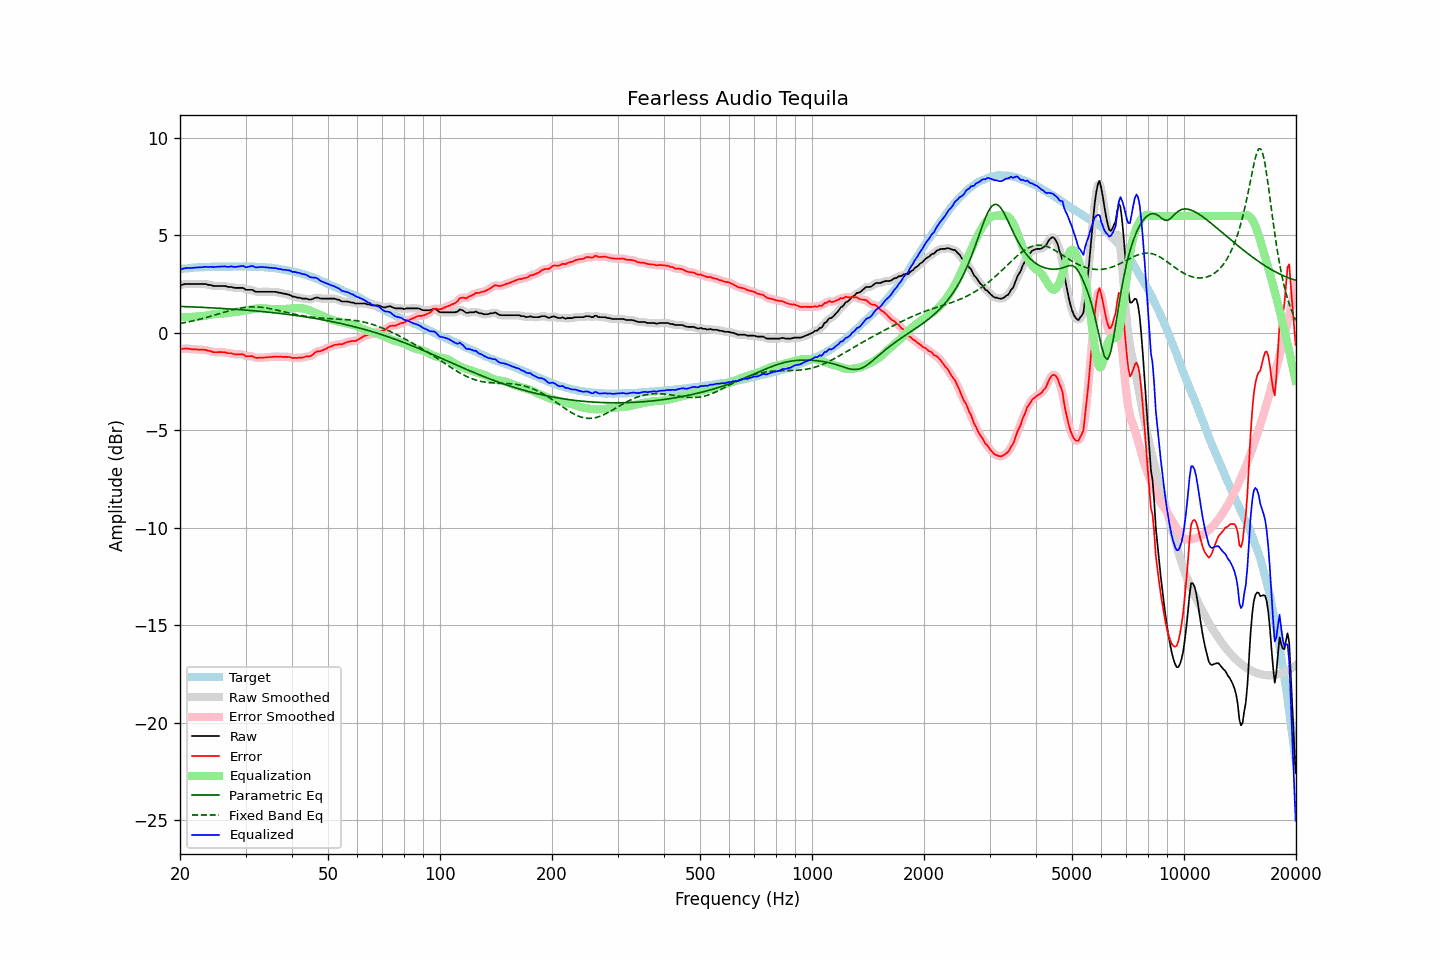 Fearless Audio Tequila
Amplitude (dBr)
10
5
0
−5
−10
−15
−20
−25
Target
Raw Smoothed
Error Smoothed
Raw
Error
Equalization
Parametric Eq
Fixed Band Eq
Equalized
20 50 100 200 500 1000 2000 5000 10000 20000
Frequency (Hz)